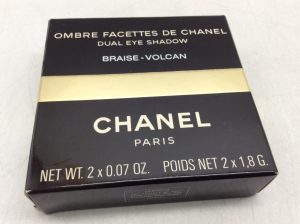 OMBRE FACETTES DE CHANEL
DUAL EYE SHADOW
BRAISE-VOLCAN
CHANEL
PARIS
NET WT. 2 x 0.07 OZ. POIDS NET 2 x 1,8 G.